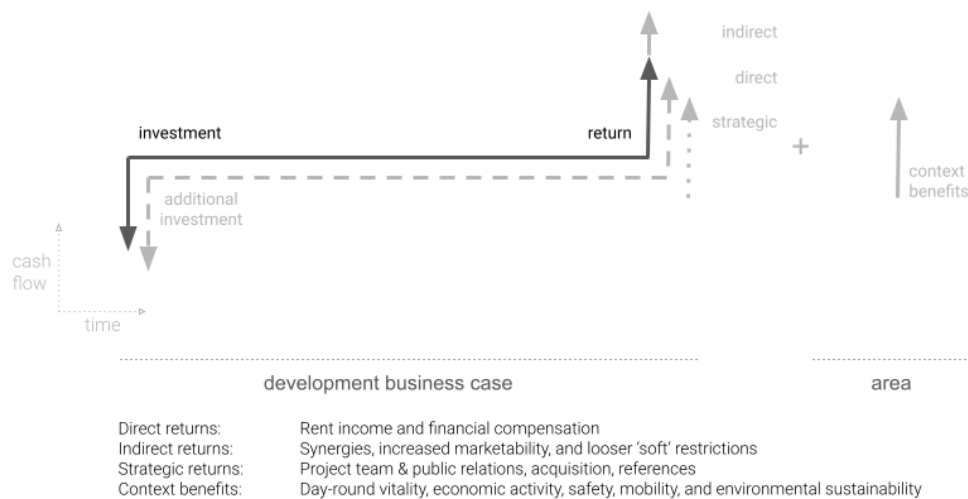 indirect
direct
investment
return
strategic
+
additional
investment
context
benefits
cash
flow
time
development business case
area
Direct returns: Rent income and financial compensation
Indirect returns: Synergies, increased marketability, and looser ‘soft’ restrictions
Strategic returns: Project team & public relations, acquisition, references
Context benefits: Day-round vitality, economic activity, safety, mobility, and environmental sustainability